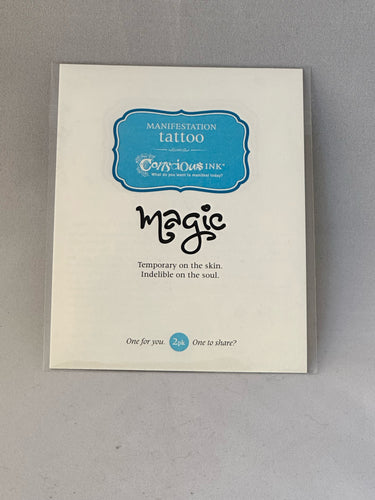 MANIFESTATION
tattoo
Conscious INK®
What do you want to manifest today?
magic
Temporary on the skin.
Indelible on the soul.
One for you. 2pk One to share?